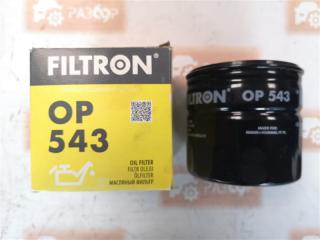 FILTRON
OP
543
OIL FILTER
FILTR OLEJU
ÖLFILTER
МАСЛЯНЫЙ ФИЛЬТР
FILTRON
OP 543